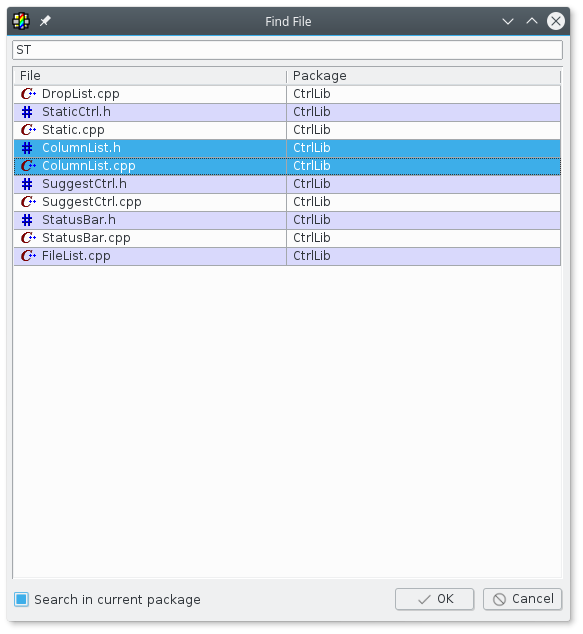 Find File
ST
File Package
DropList.cpp CtrlLib
StaticCtrl.h CtrlLib
Static.cpp CtrlLib
ColumnList.h CtrlLib
ColumnList.cpp CtrlLib
SuggestCtrl.h CtrlLib
SuggestCtrl.cpp CtrlLib
StatusBar.h CtrlLib
StatusBar.cpp CtrlLib
FileList.cpp CtrlLib
Search in current package OK Cancel